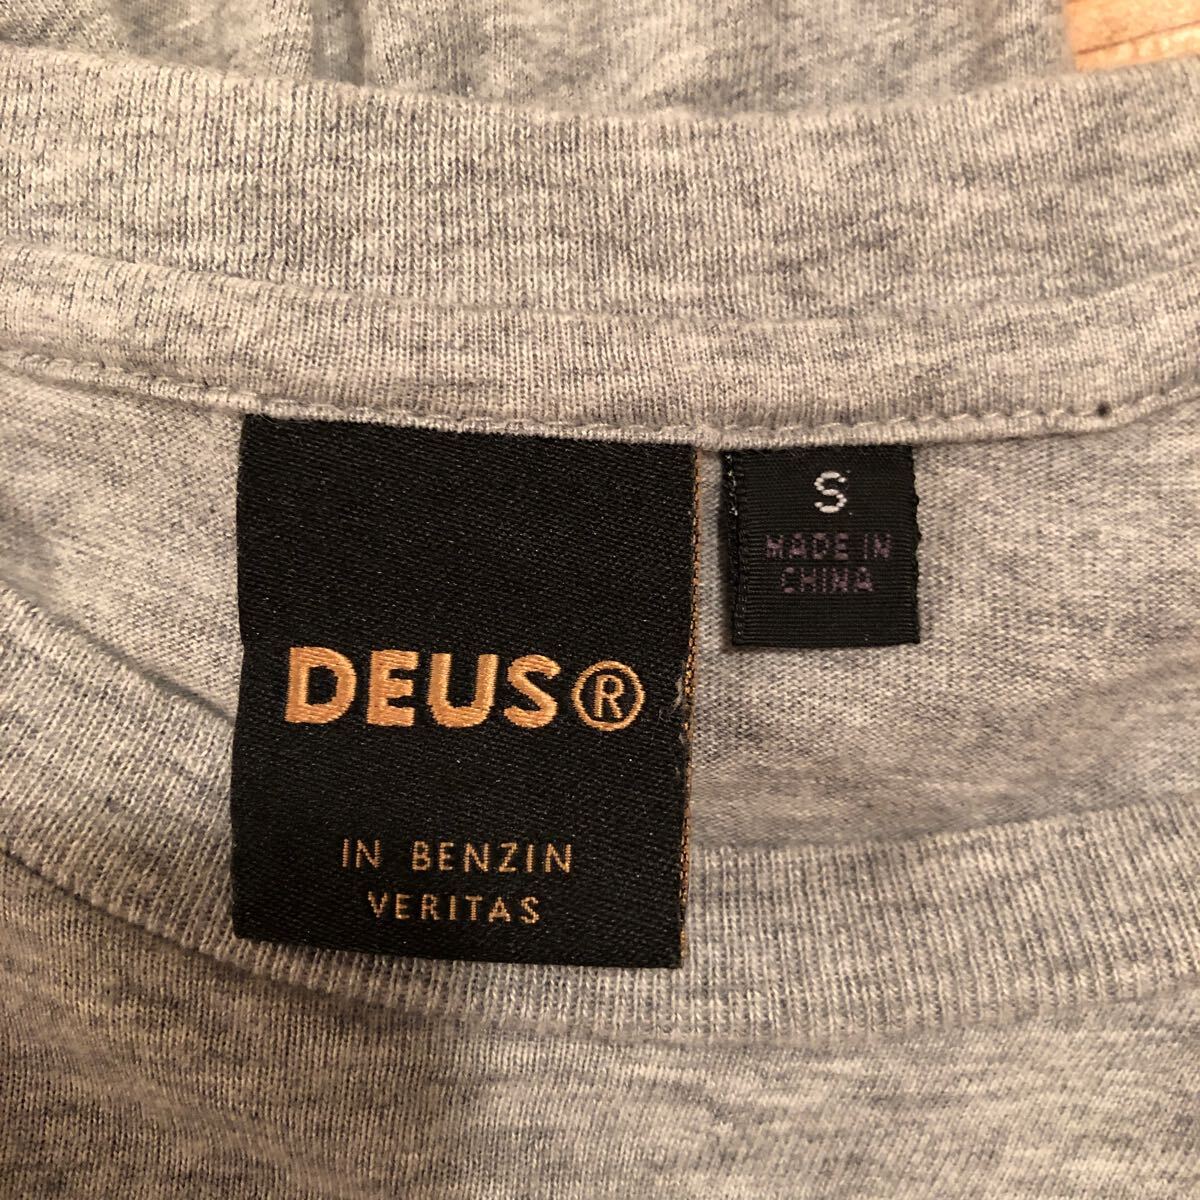 DEUS®
IN BENZIN
VERITAS
S
MADE IN
CHINA